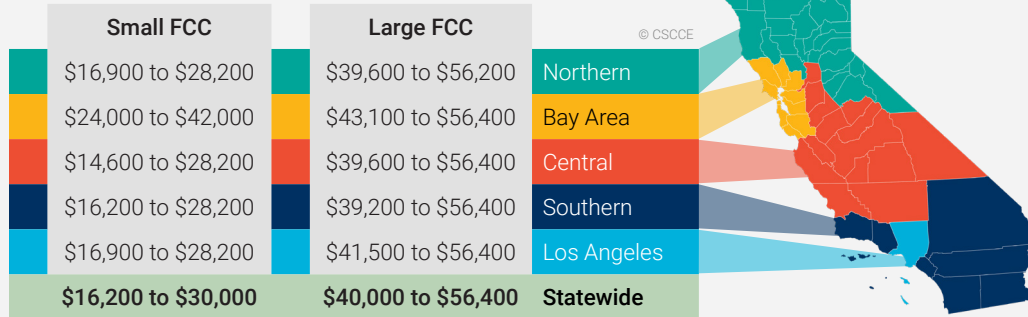 Small FCC Large FCC
© CSCCE
$16,900 to $28,200 $39,600 to $56,200 Northern
$24,000 to $42,000 $43,100 to $56,400 Bay Area
$14,600 to $28,200 $39,600 to $56,400 Central
$16,200 to $28,200 $39,200 to $56,400 Southern
$16,900 to $28,200 $41,500 to $56,400 Los Angeles
$16,200 to $30,000 $40,000 to $56,400 Statewide